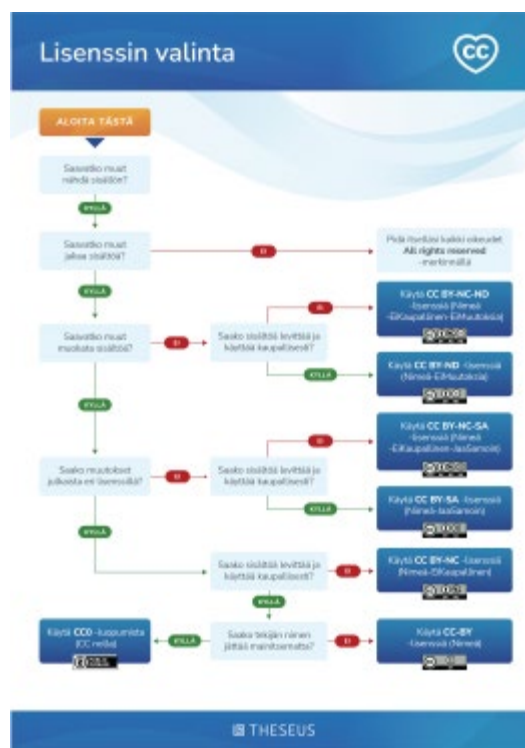 Lisenssin valinta
CC
ALOITA TÄSTÄ
Saavatko muut
nähdä sisällön?
KYLLÄ
Saavatko muut
jakaa sisältöä?
EI
Pidä itselläsi kaikki oikeudet
All rights reserved
-merkinnällä
KYLLÄ
Saavatko muut
muokata sisältöä?
EI
Saako sisältöä levittää ja
käyttää kaupallisesti?
EI
Käytä CC BY-NC-ND
-lisenssiä (Nimeä
-EiKaupallinen-EiMuutoksia)
KYLLÄ
Käytä CC BY-ND -lisenssiä
(Nimeä-EiMuutoksia)
KYLLÄ
Saako muutokset
julkaista eri lisenssillä?
EI
Saako sisältöä levittää ja
käyttää kaupallisesti?
EI
Käytä CC BY-NC-SA
-lisenssiä (Nimeä
-EiKaupallinen-JaaSamoin)
KYLLÄ
Käytä CC BY-SA -lisenssiä
(Nimeä-JaaSamoin)
KYLLÄ
Saako sisältöä levittää ja
käyttää kaupallisesti?
EI
Käytä CC BY-NC -lisenssiä
(Nimeä-EiKaupallinen)
KYLLÄ
Saako tekijän nimen
jättää mainitsematta?
KYLLÄ
Käytä CC0 -luopumista
(CC nolla)
EI
Käytä CC-BY
-lisenssiä (Nimeä)
THESEUS